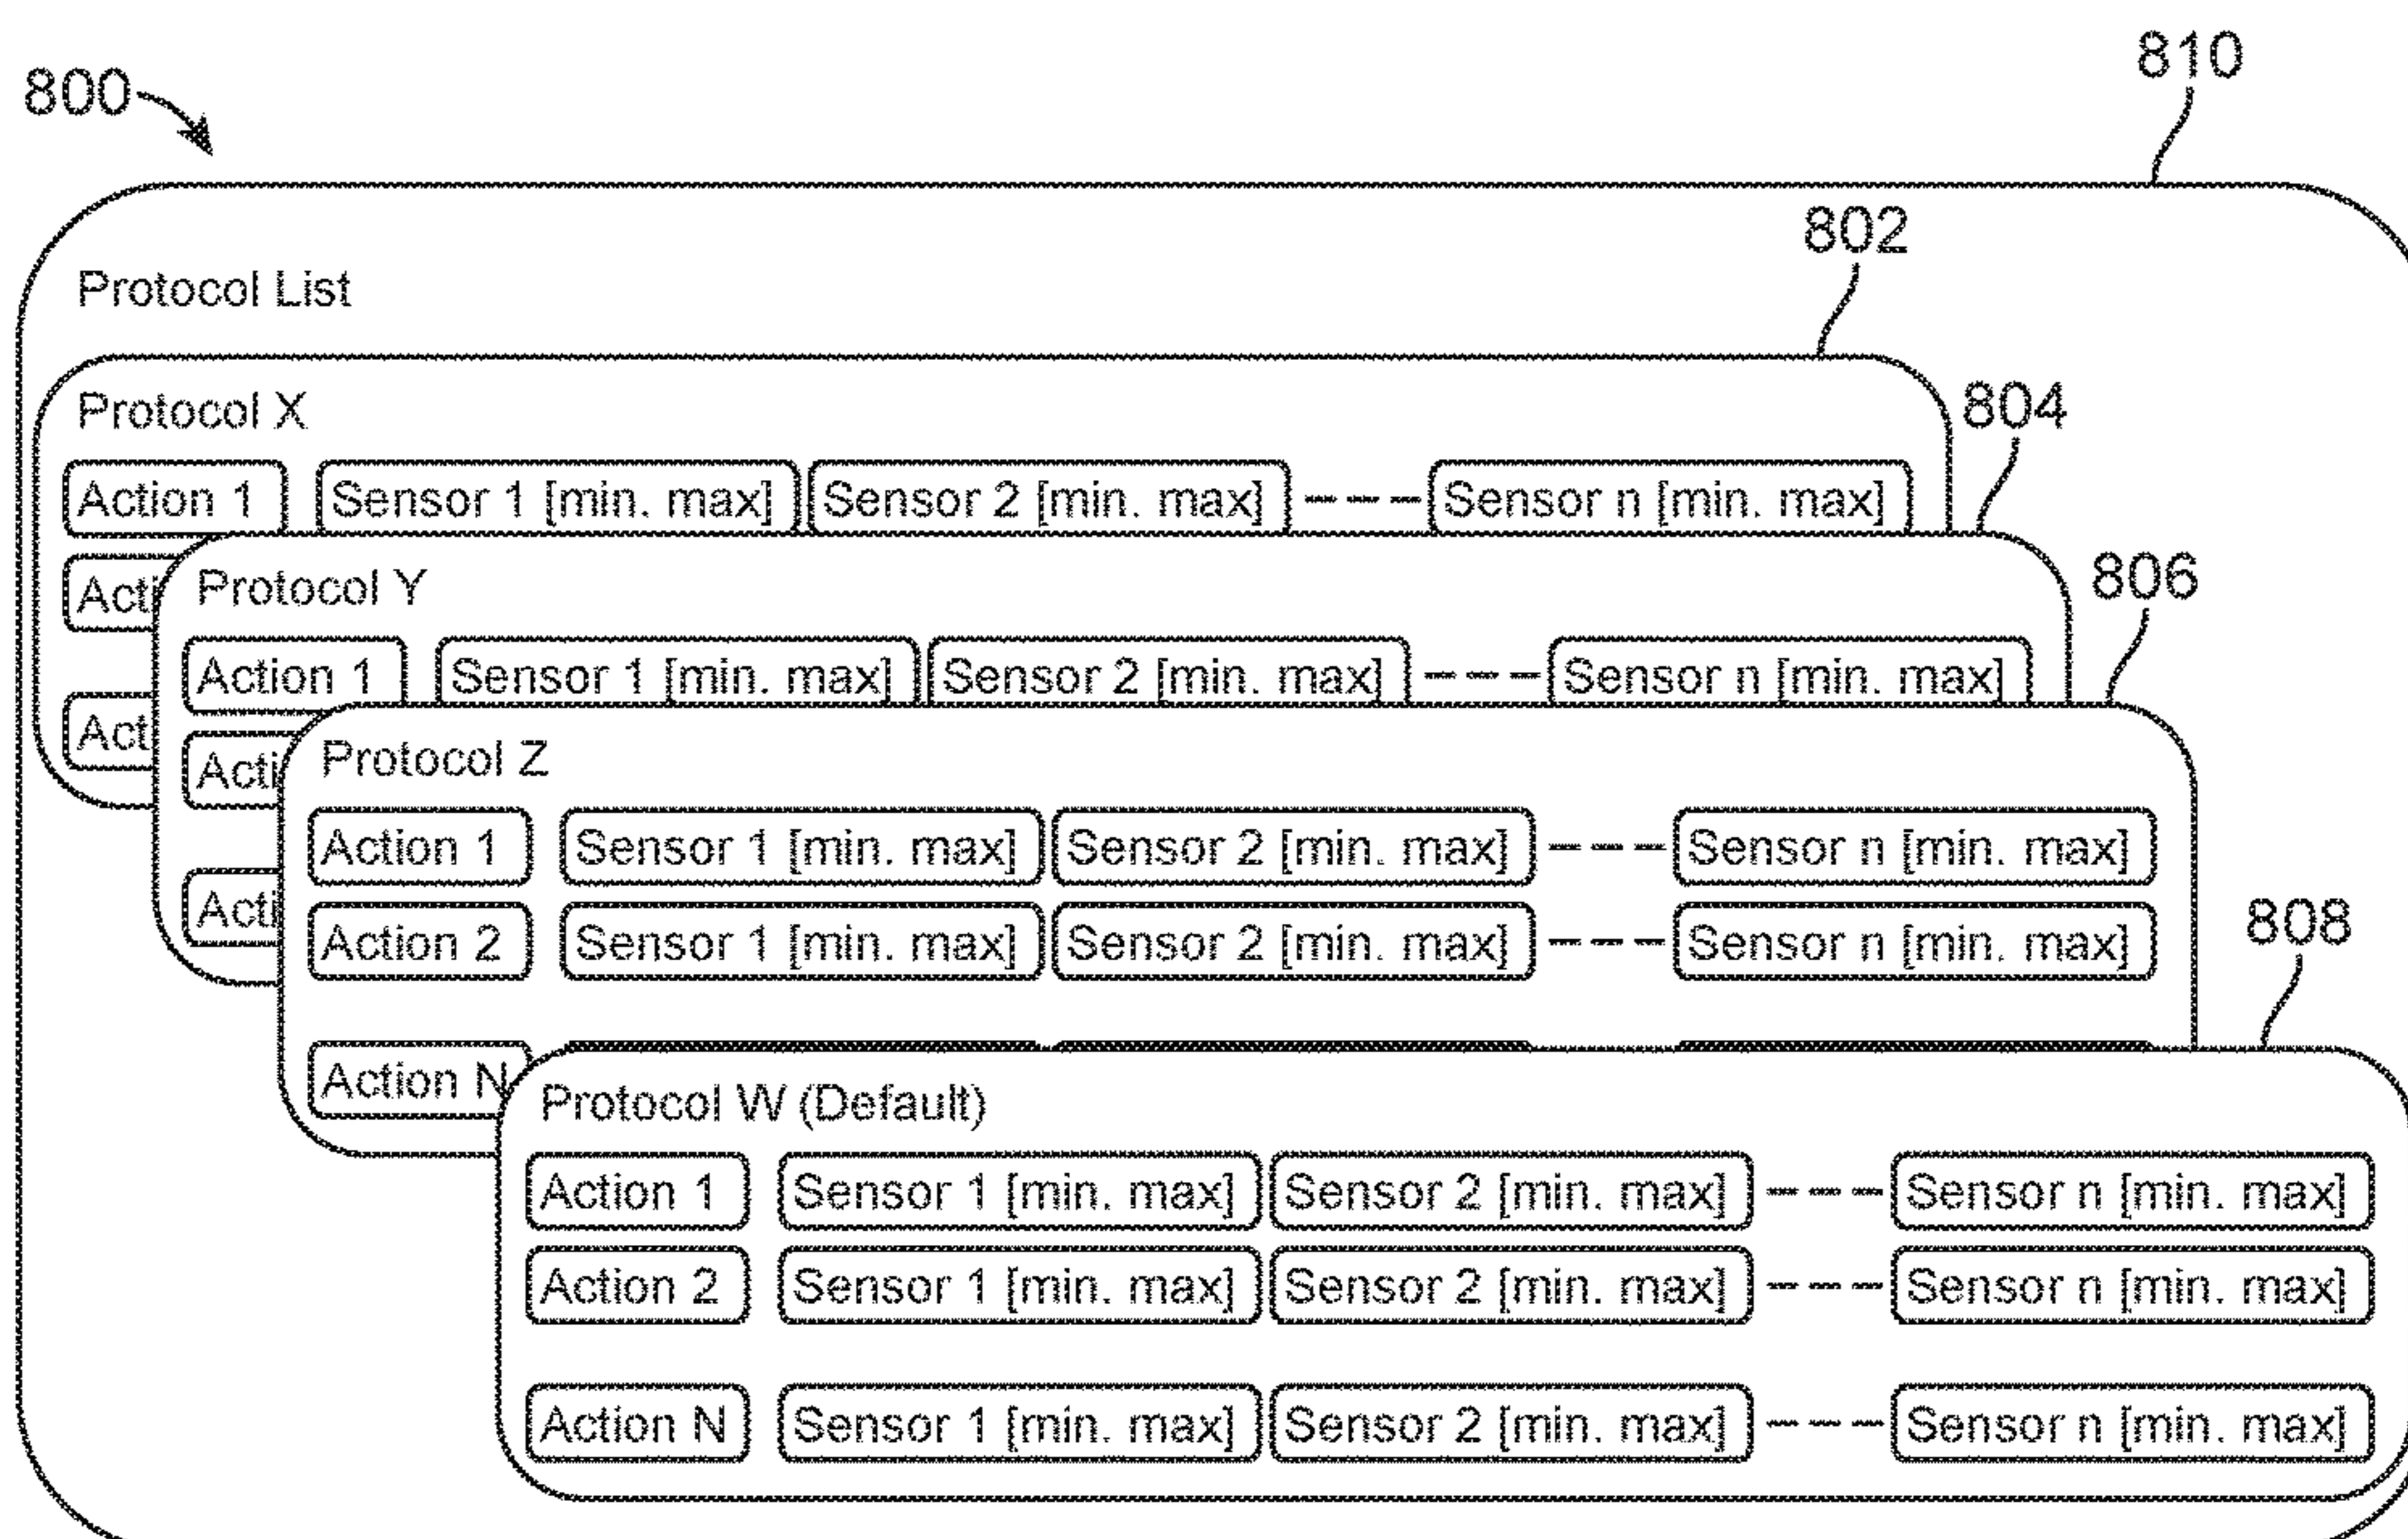 810
800
802
Protocol List
804
Protocol X
Action 1 Sensor 1 [min. max] Sensor 2 [min. max] Sensor n [min. max]
806
Acti Protocol Y
Action 1 Sensor 1 [min. max] Sensor 2 [min. max] Sensor n [min. max]
Act
Acti Protocol Z
Action 1 Sensor 1 [min. max] Sensor 2 [min. max] Sensor n [min. max]
808
Acti
Action 2 Sensor 1 [min. max] Sensor 2 [min. max] Sensor n [min. max]
Action N
Protocol W (Default)
Action 1 Sensor 1 [min. max] Sensor 2 [min. max] Sensor n [min. max]
Action 2 Sensor 1 [min. max] Sensor 2 [min. max] Sensor n [min. max]
Action N Sensor 1 [min. max] Sensor 2 [min. max] Sensor n [min. max]